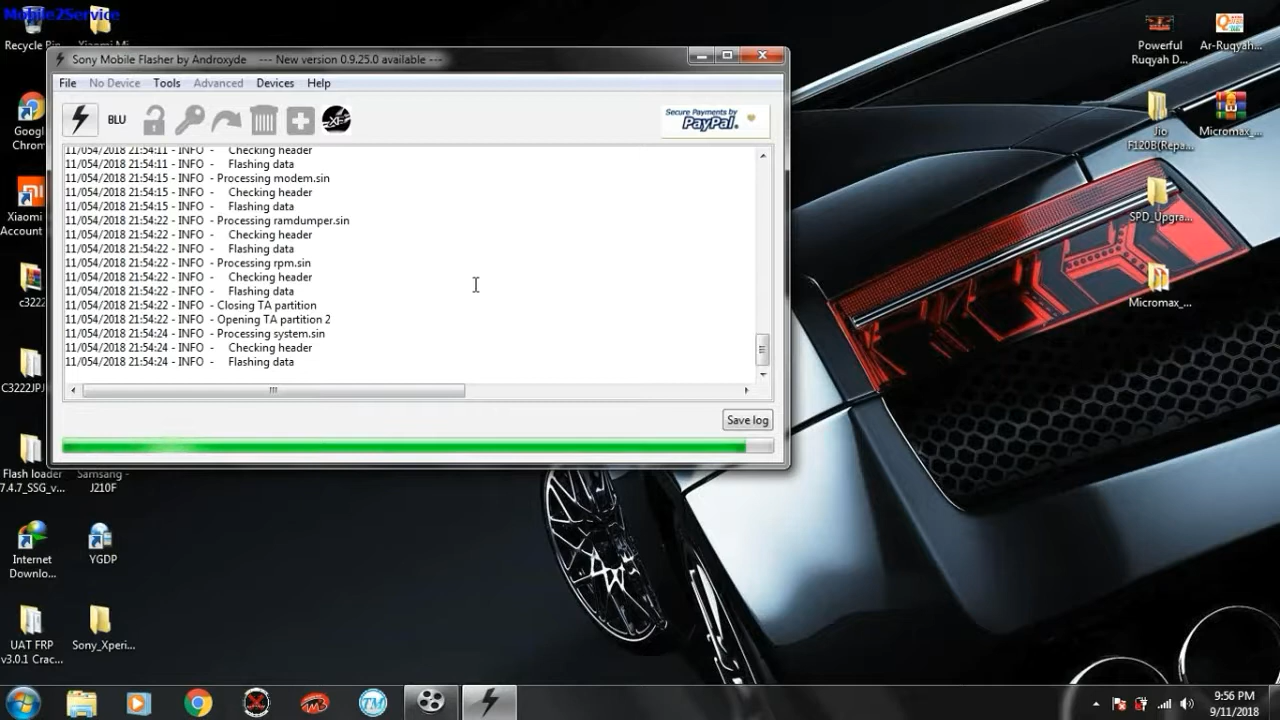 Mobile2Service
Recycle Bin
Xiaomi Mi
Sony Mobile Flasher by Androxyde --- New version 0.9.25.0 available ---
File No Device Tools Advanced Devices Help
BLU
Secure Payments by
PayPal.
11/054/2018 21:54:11 - INFO - Checking header
11/054/2018 21:54:11 - INFO - Flashing data
11/054/2018 21:54:15 - INFO - Processing modem.sin
11/054/2018 21:54:15 - INFO - Checking header
11/054/2018 21:54:15 - INFO - Flashing data
11/054/2018 21:54:22 - INFO - Processing ramdumper.sin
11/054/2018 21:54:22 - INFO - Checking header
11/054/2018 21:54:22 - INFO - Flashing data
11/054/2018 21:54:22 - INFO - Processing rpm.sin
11/054/2018 21:54:22 - INFO - Checking header
11/054/2018 21:54:22 - INFO - Flashing data
11/054/2018 21:54:22 - INFO - Closing TA partition
11/054/2018 21:54:22 - INFO - Opening TA partition 2
11/054/2018 21:54:24 - INFO - Processing system.sin
11/054/2018 21:54:24 - INFO - Checking header
11/054/2018 21:54:24 - INFO - Flashing data
Save log
Googl
Chrom
Xiaomi
Account
c3222
C3222JPJ
Flash loader
7.4.7_SSG_v...
Samsung -
J210F
Internet
Downlo...
YGDP
UAT FRP
v3.0.1 Crac...
Sony_Xperi...
Powerful
Ruqyah D...
Ar-Ruqyah...
Jio
F120B(Repa...
Micromax_...
SPD_Upgra...
Micromax_...
9:56 PM
9/11/2018